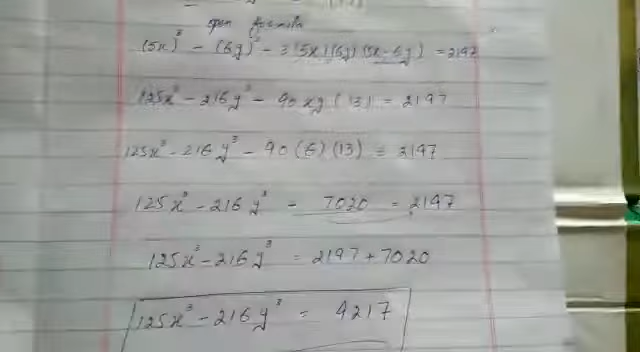 open formula
(5x)³ - (6y)³ - 3(5x)(6y)(5x-6y) = 2197
125x³ - 216y³ - 90xy(13) = 2197
125x³ - 216y³ - 90(6)(13) = 2197
125x³ - 216y³ - 7020 = 2197
125x³ - 216y³ = 2197 + 7020
125x³ - 216y³ = 9217